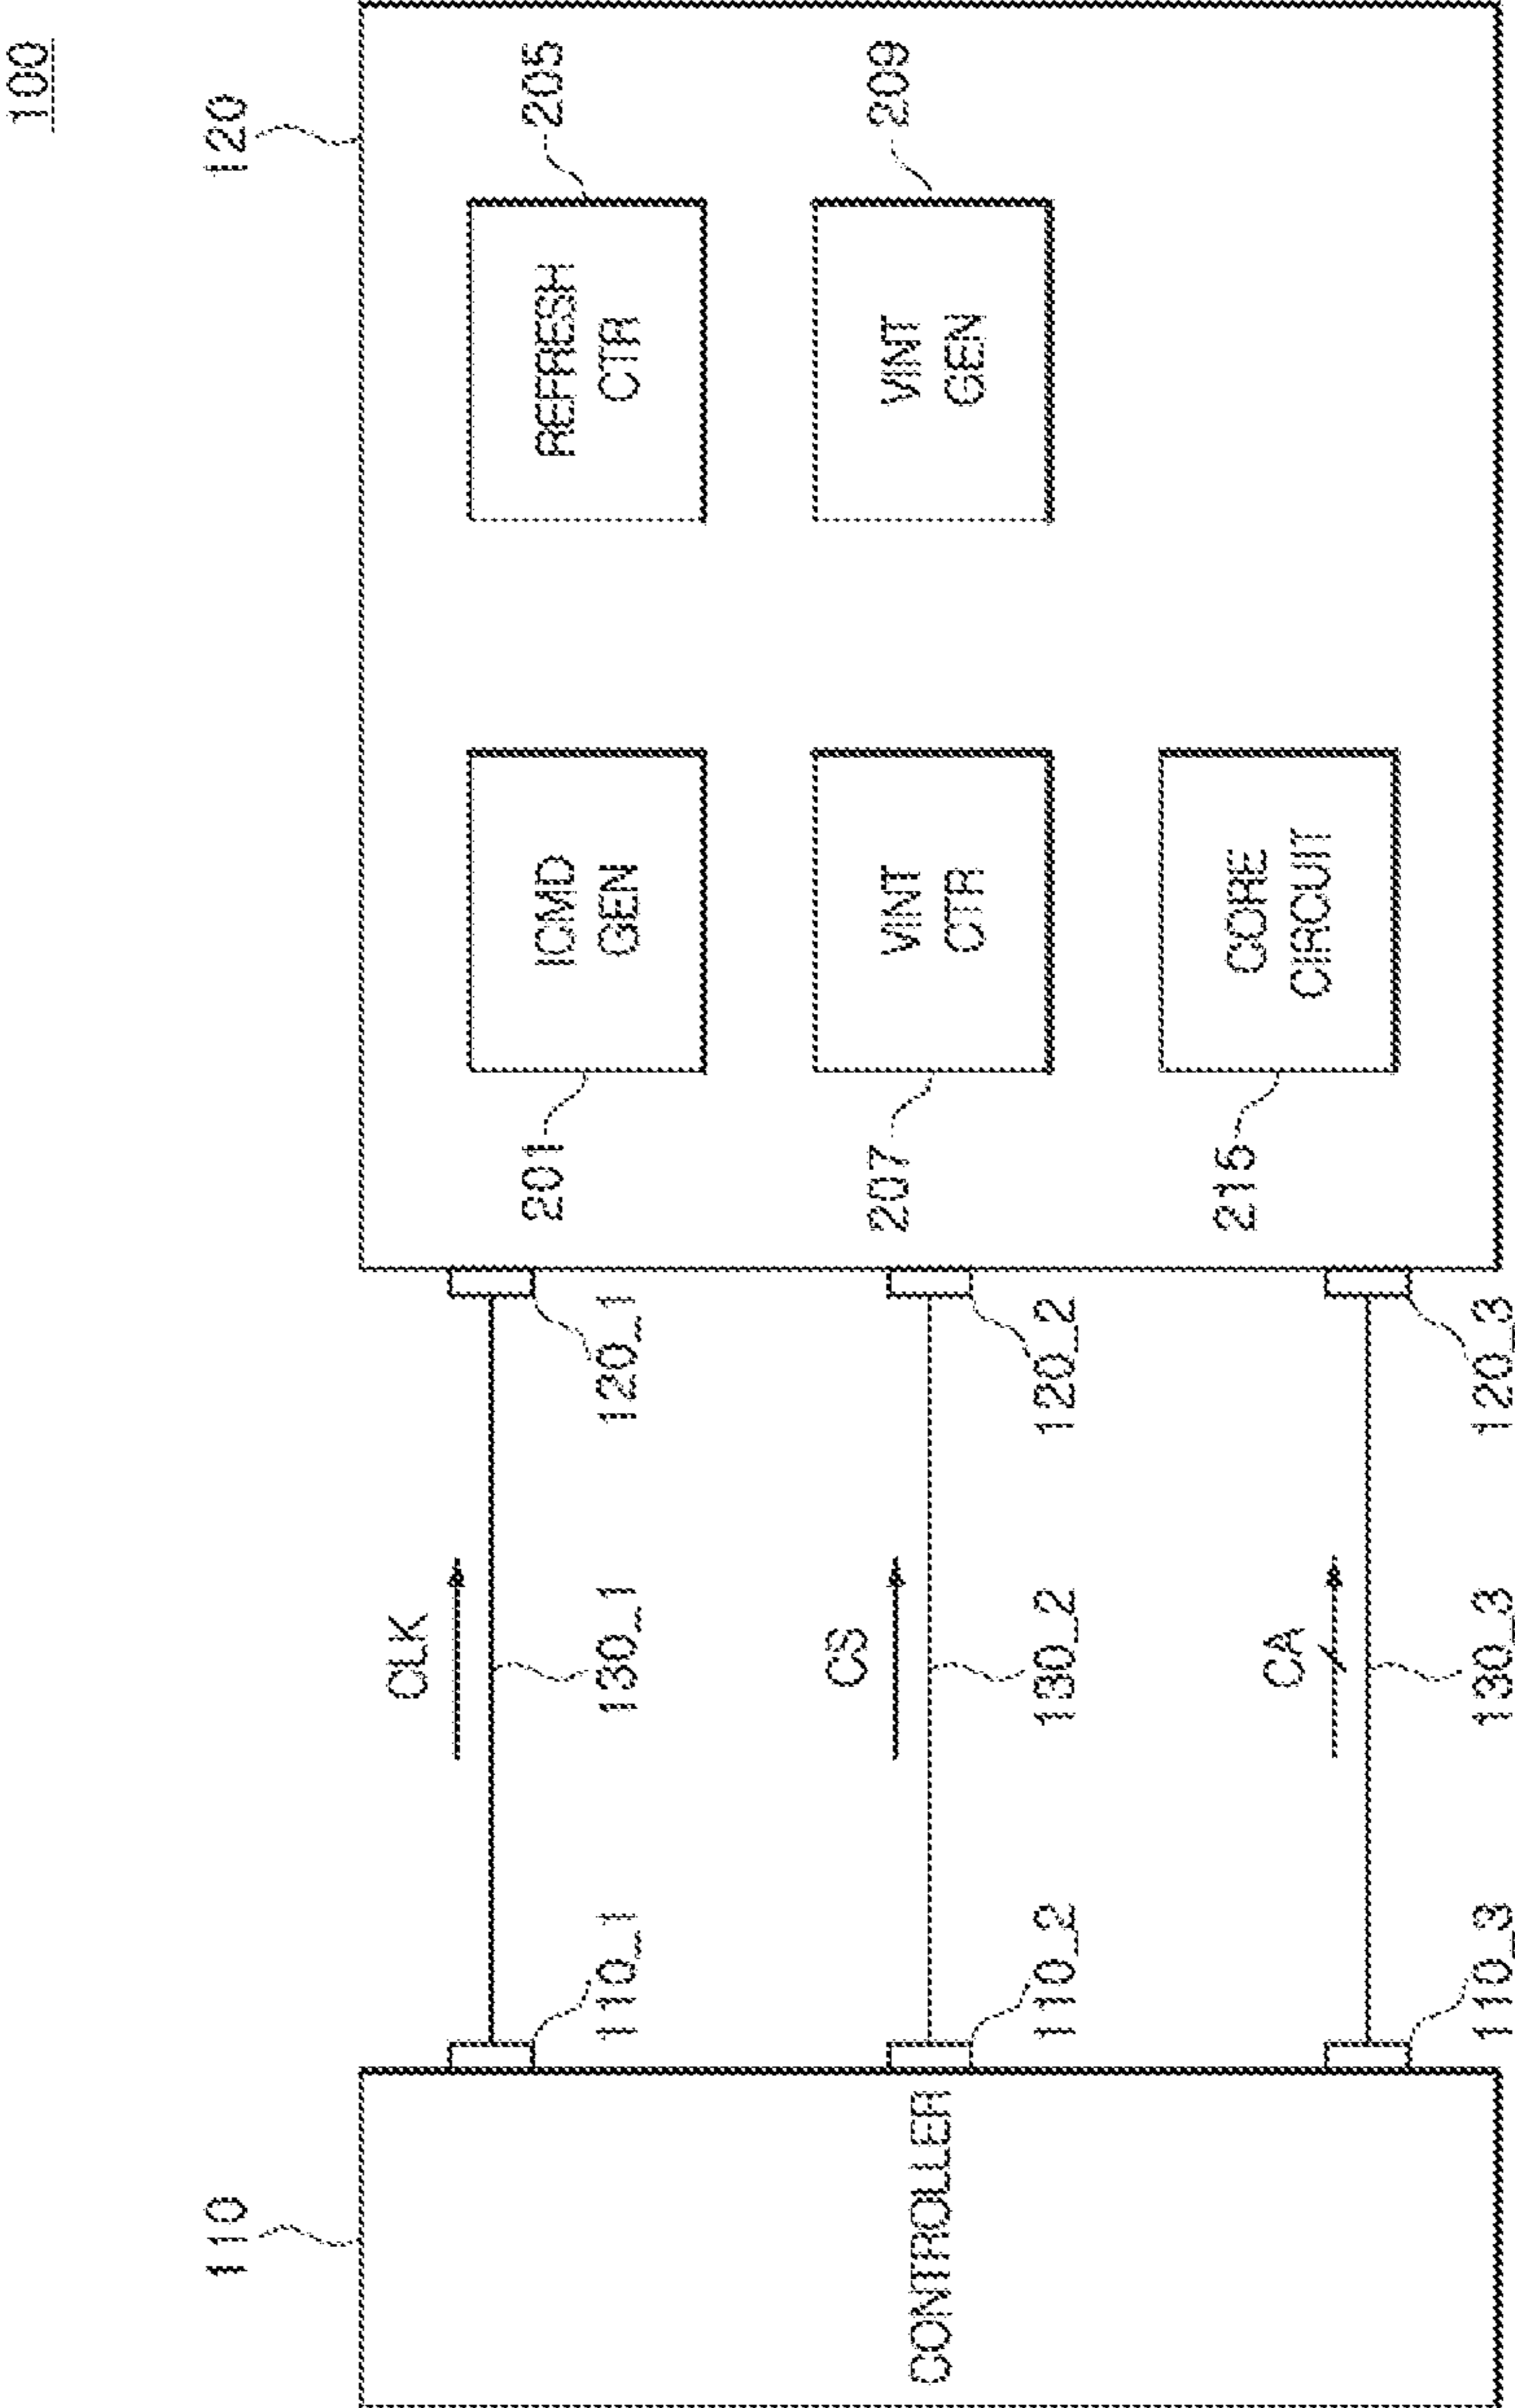 100
110
120
CONTROLLER
110_1
CLK
130_1
120_1
110_2
CS
130_2
120_2
110_3
CA
130_3
120_3
201
ICMD
GEN
REFRESH
CTR
205
207
VINT
CTR
VINT
GEN
209
215
CORE
CIRCUIT